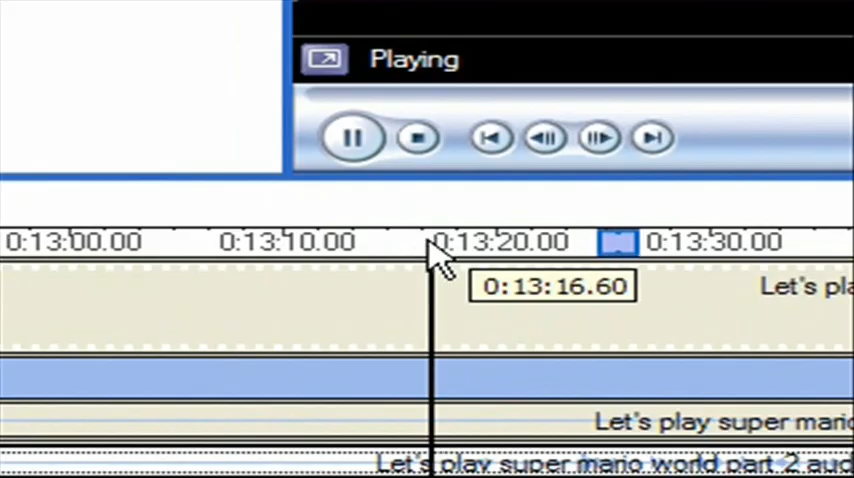 Playing
0:13:00.00 0:13:10.00 0:13:20.00 0:13:30.00
0:13:16.60
Let's pla
Let's play super mario
Let's play super mario world part 2 aud